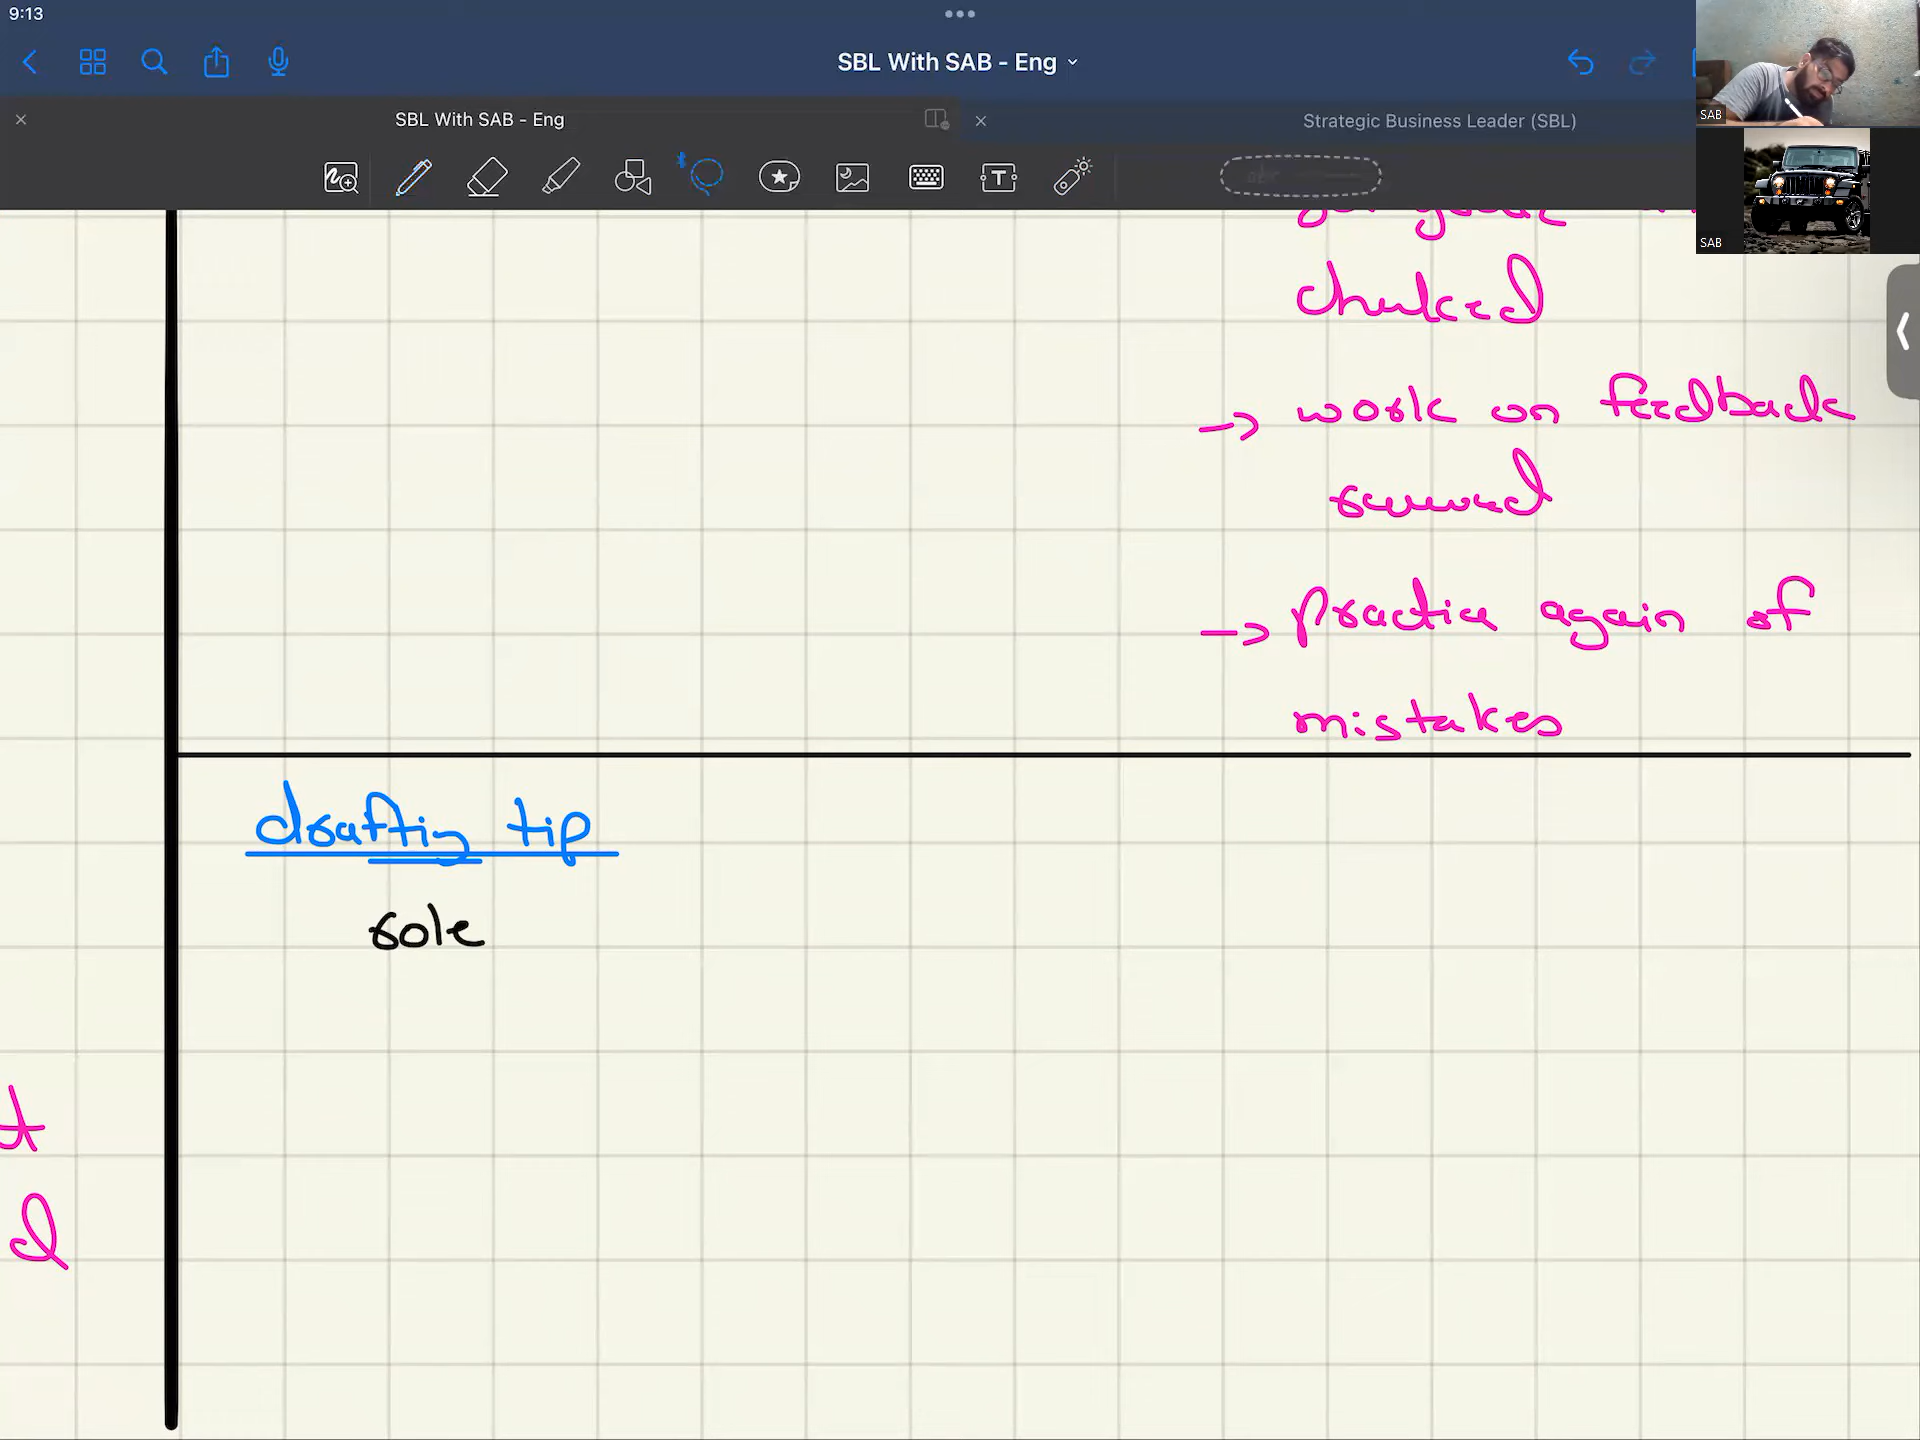 9:13
SBL With SAB - Eng
SBL With SAB - Eng
Strategic Business Leader (SBL)
SAB
SAB
checked
→ work on feedback
received
→ practice again of
mistakes
drafting tip
role